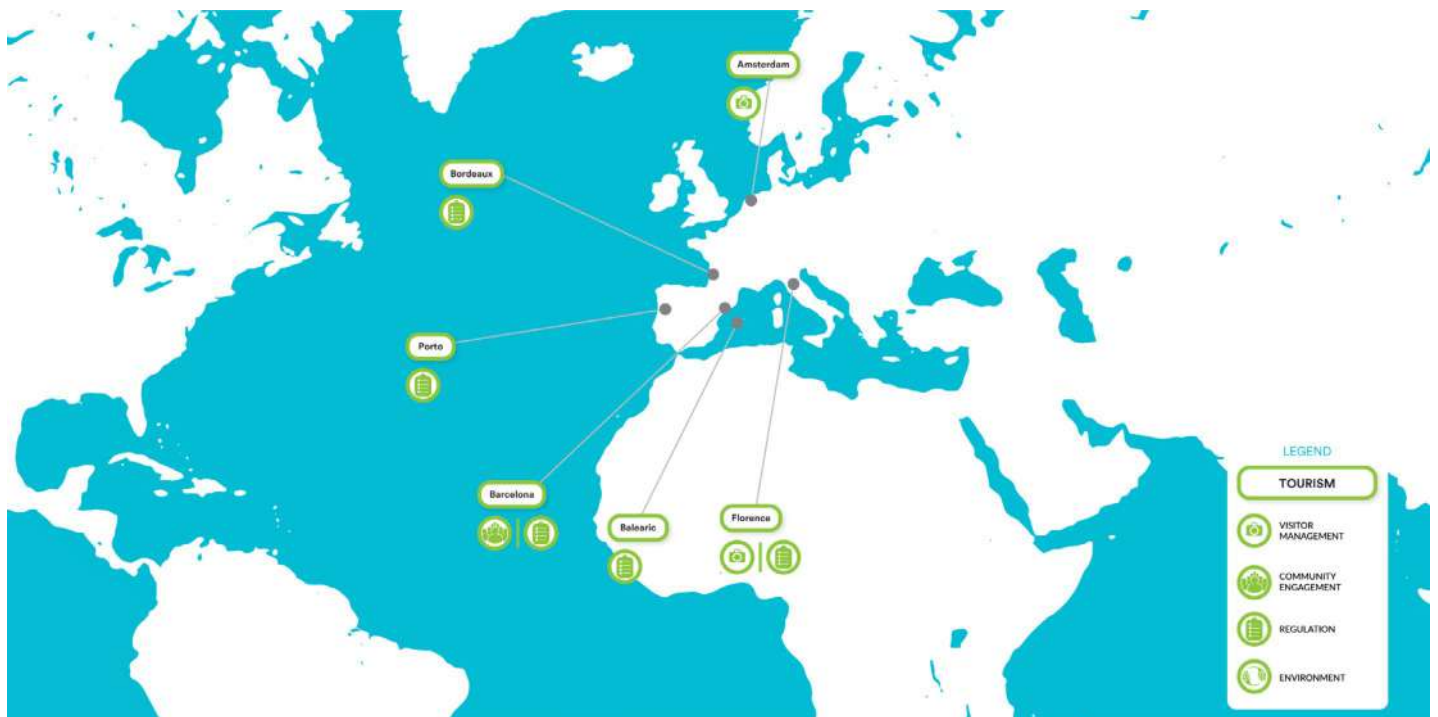 Amsterdam
Bordeaux
Porto
Barcelona
Balearic
Florence
LEGEND
TOURISM
VISITOR
MANAGEMENT
COMMUNITY
ENGAGEMENT
REGULATION
ENVIRONMENT